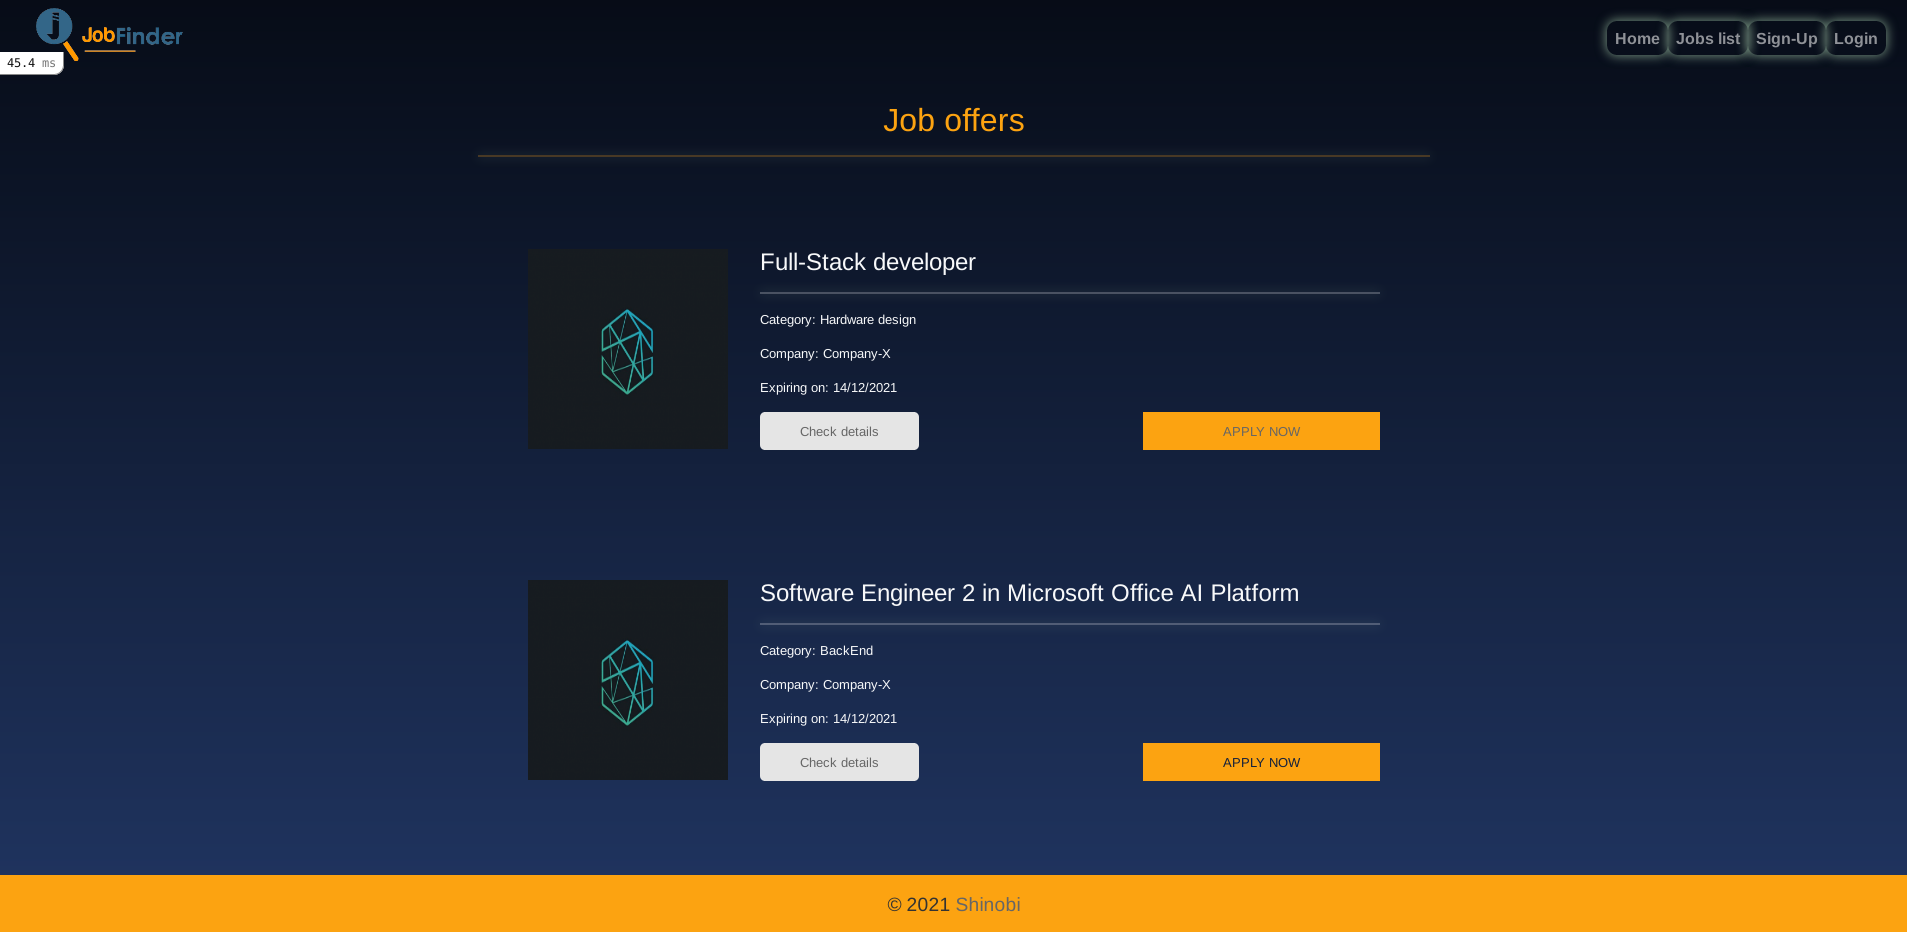 JobFinder
Home Jobs list Sign-Up Login
45.4 ms
Job offers
Full-Stack developer
Category: Hardware design
Company: Company-X
Expiring on: 14/12/2021
Check details APPLY NOW
Software Engineer 2 in Microsoft Office AI Platform
Category: BackEnd
Company: Company-X
Expiring on: 14/12/2021
Check details APPLY NOW
© 2021 Shinobi